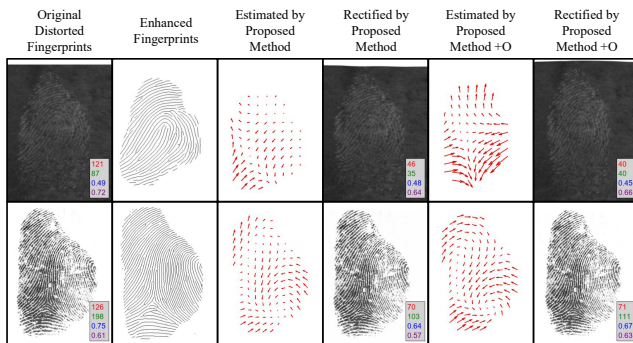 Original
Distorted
Fingerprints
Enhanced
Fingerprints
Estimated by
Proposed
Method
Rectified by
Proposed
Method
Estimated by
Proposed
Method +O
Rectified by
Proposed
Method +O
121
87
0.49
0.72
46
35
0.48
0.64
40
40
0.45
0.66
126
198
0.75
0.61
70
103
0.64
0.57
71
111
0.67
0.63